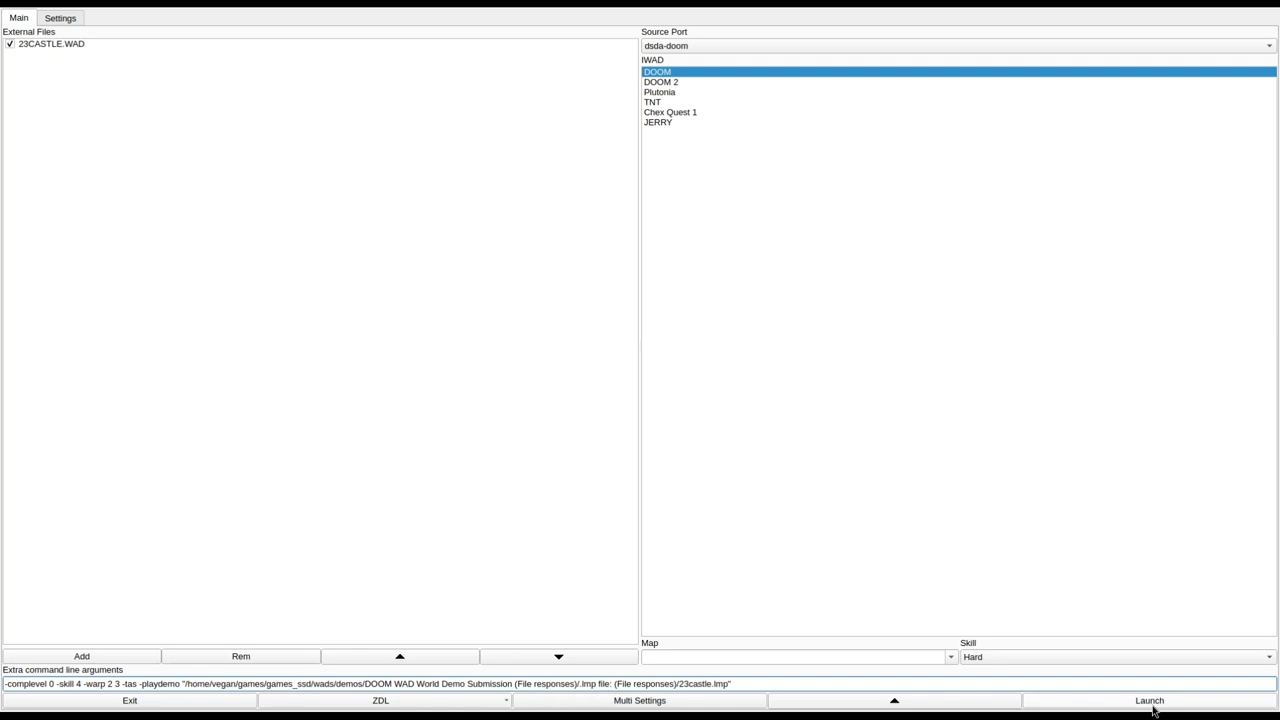 Main Settings
External Files
23CASTLE.WAD
Source Port
dsda-doom
IWAD
DOOM
DOOM 2
Plutonia
TNT
Chex Quest 1
JERRY
Map Skill
Hard
Add Rem
Extra command line arguments
-complevel 0 -skill 4 -warp 2 3 -tas -playdemo "/home/vegan/games/games_ssd/wads/demos/DOOM WAD World Demo Submission (File responses)/.lmp file: (File responses)/23castle.lmp"
Exit ZDL Multi Settings Launch